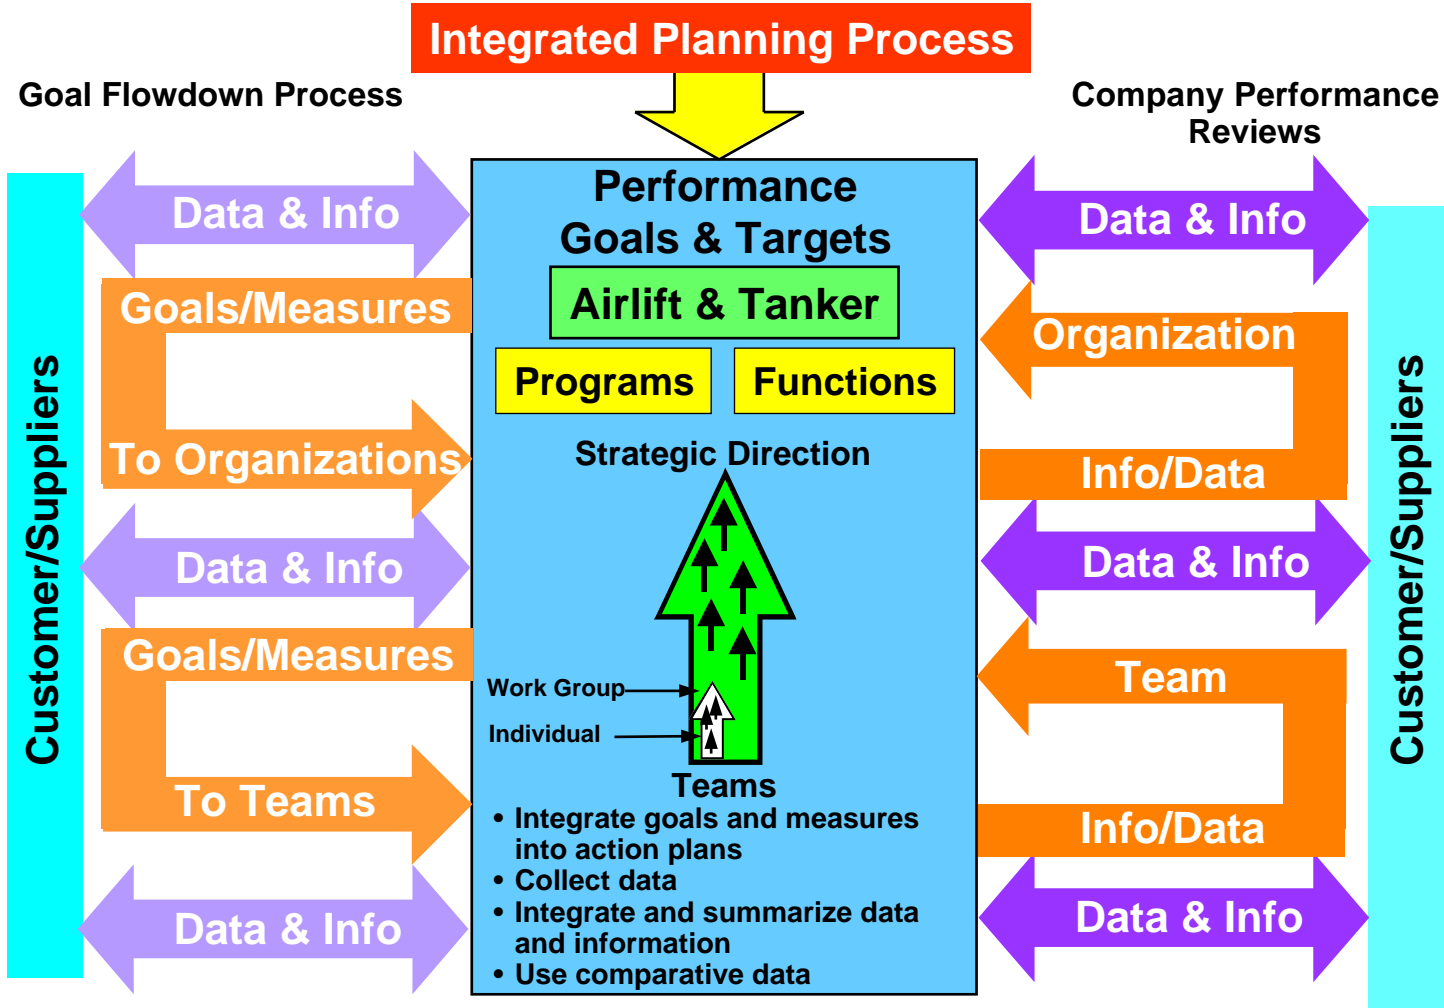 Integrated Planning Process
Goal Flowdown Process
Company Performance
Reviews
Customer/Suppliers
Data & Info
Goals/Measures
To Organizations
Data & Info
Goals/Measures
To Teams
Data & Info
Performance
Goals & Targets
Airlift & Tanker
Programs
Functions
Strategic Direction
Work Group
Individual
Teams
• Integrate goals and measures
into action plans
• Collect data
• Integrate and summarize data
and information
• Use comparative data
Data & Info
Organization
Info/Data
Data & Info
Team
Info/Data
Data & Info
Customer/Suppliers